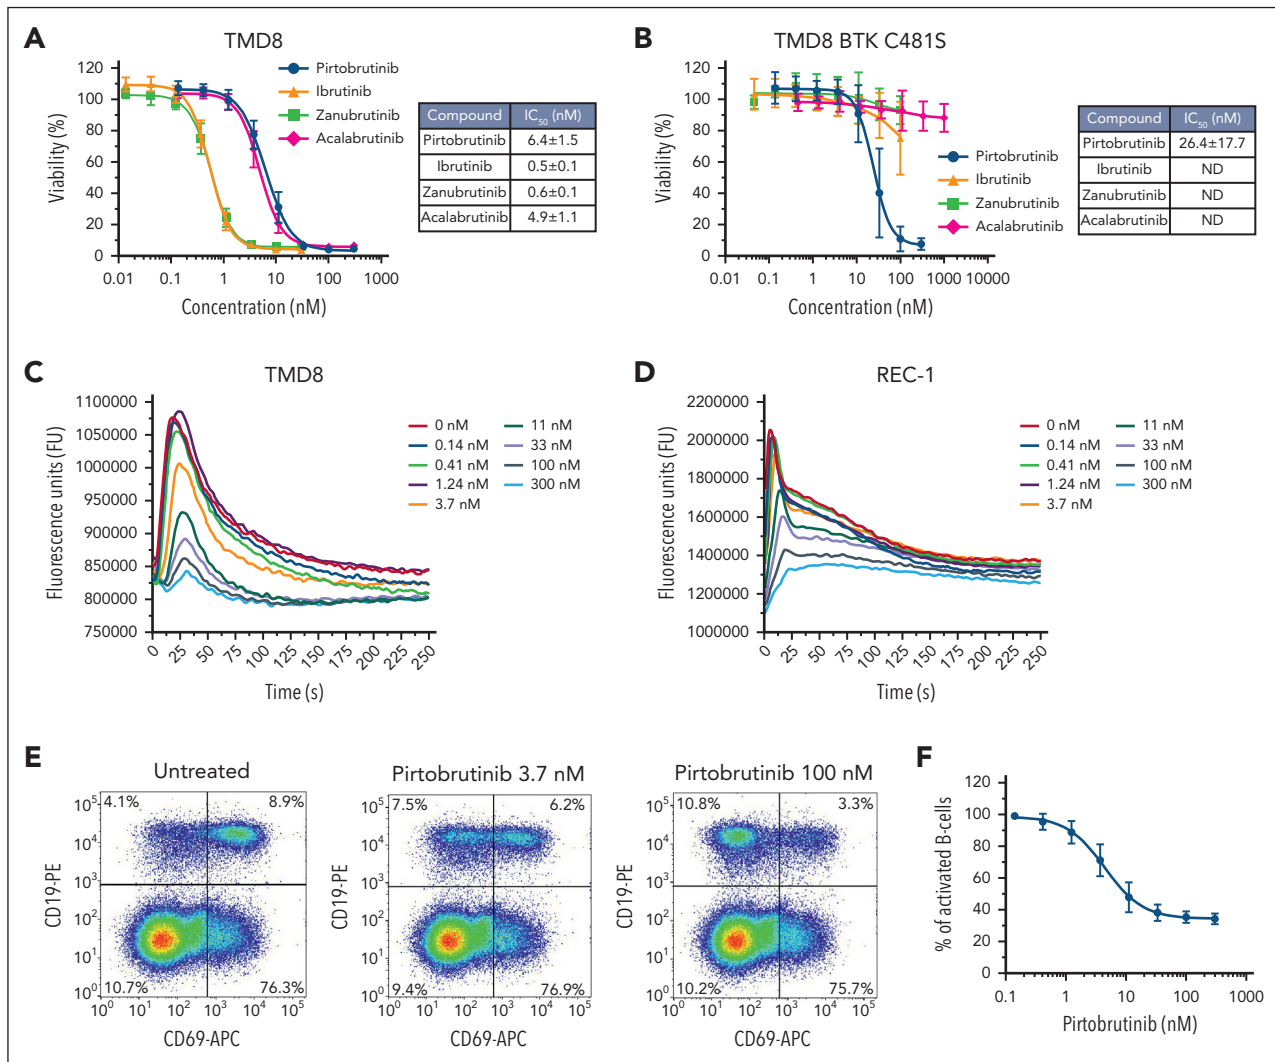 A
TMD8
Viability (%)
120
100
80
60
40
20
0
0.01
0.1
1
10
100
1000
Concentration (nM)
Pirtobrutinib
Ibrutinib
Zanubrutinib
Acalabrutinib
Compound IC50 (nM)
Pirtobrutinib 6.4±1.5
Ibrutinib 0.5±0.1
Zanubrutinib 0.6±0.1
Acalabrutinib 4.9±1.1
B
TMD8 BTK C481S
Viability (%)
120
100
80
60
40
20
0
0.01
0.1
1
10
100
1000
10000
Concentration (nM)
Pirtobrutinib
Ibrutinib
Zanubrutinib
Acalabrutinib
Compound IC50 (nM)
Pirtobrutinib 26.4±17.7
Ibrutinib ND
Zanubrutinib ND
Acalabrutinib ND
C
TMD8
Fluorescence units (FU)
1100000
1050000
1000000
950000
900000
850000
800000
750000
0
25
50
75
100
125
150
175
200
225
250
Time (s)
0 nM
0.14 nM
0.41 nM
1.24 nM
3.7 nM
11 nM
33 nM
100 nM
300 nM
D
REC-1
Fluorescence units (FU)
2200000
2000000
1800000
1600000
1400000
1200000
1000000
0
25
50
75
100
125
150
175
200
225
250
Time (s)
0 nM
0.14 nM
0.41 nM
1.24 nM
3.7 nM
11 nM
33 nM
100 nM
300 nM
E
Untreated
CD19-PE
10^5
10^4
10^3
10^2
10^1
10^0
4.1%
8.9%
10.7%
76.3%
10^0
10^1
10^2
10^3
10^4
10^5
CD69-APC
Pirtobrutinib 3.7 nM
CD19-PE
10^5
10^4
10^3
10^2
10^1
10^0
7.5%
6.2%
9.4%
76.9%
10^0
10^1
10^2
10^3
10^4
10^5
CD69-APC
Pirtobrutinib 100 nM
CD19-PE
10^5
10^4
10^3
10^2
10^1
10^0
10.8%
3.3%
10.2%
75.7%
10^0
10^1
10^2
10^3
10^4
10^5
CD69-APC
F
% of activated B-cells
120
100
80
60
40
20
0
0.1
1
10
100
1000
Pirtobrutinib (nM)